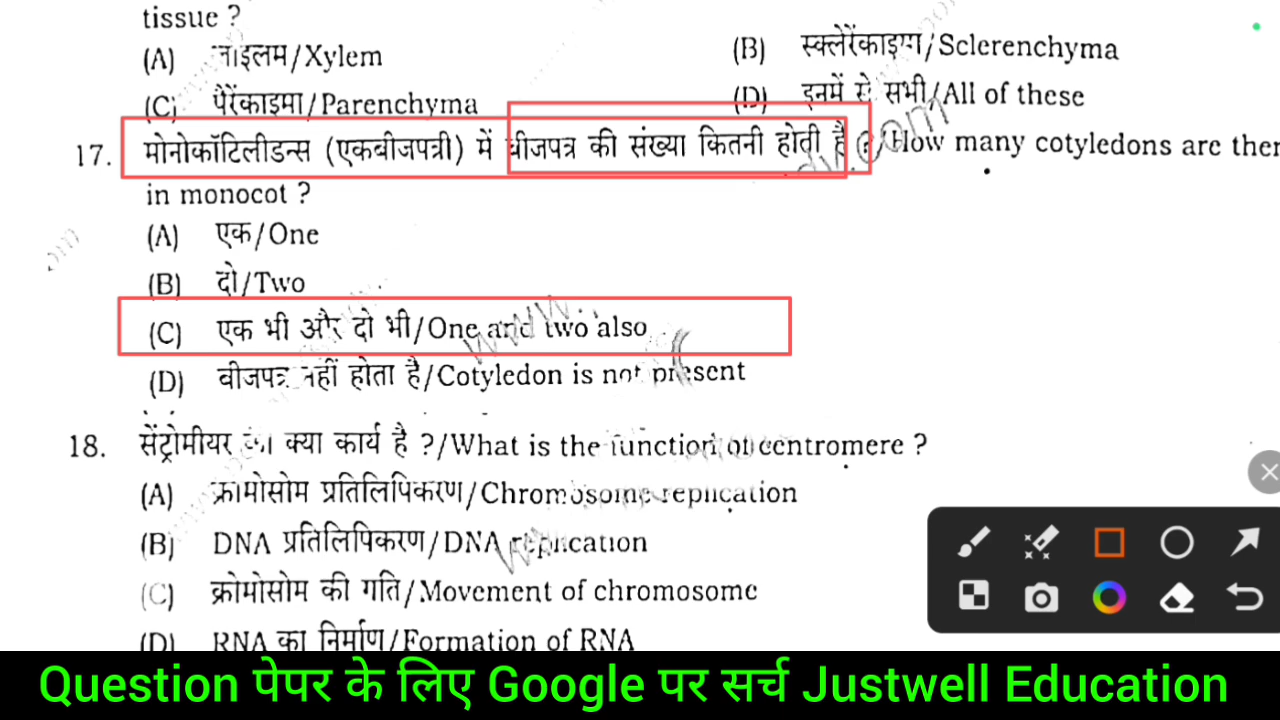 tissue ?
(A) जाइलम/Xylem (B) स्क्लेरेंकाइमा/Sclerenchyma
(C) पैरेंकाइमा/Parenchyma (D) इनमें से सभी/All of these
17. मोनोकॉटिलीडन्स (एकबीजपत्री) में बीजपत्र की संख्या कितनी होती है ?/How many cotyledons are ther
in monocot ?
(A) एक/One
(B) दो/Two
(C) एक भी और दो भी/One and two also
(D) बीजपत्र नहीं होता है/Cotyledon is not present
18. सेंट्रोमीयर का क्या कार्य है ?/What is the function of centromere ?
(A) क्रोमोसोम प्रतिलिपिकरण/Chromosome replication
(B) DNA प्रतिलिपिकरण/DNA replication
(C) क्रोमोसोम की गति/Movement of chromosome
(D) RNA का निर्माण/Formation of RNA
Question पेपर के लिए Google पर सर्च Justwell Education